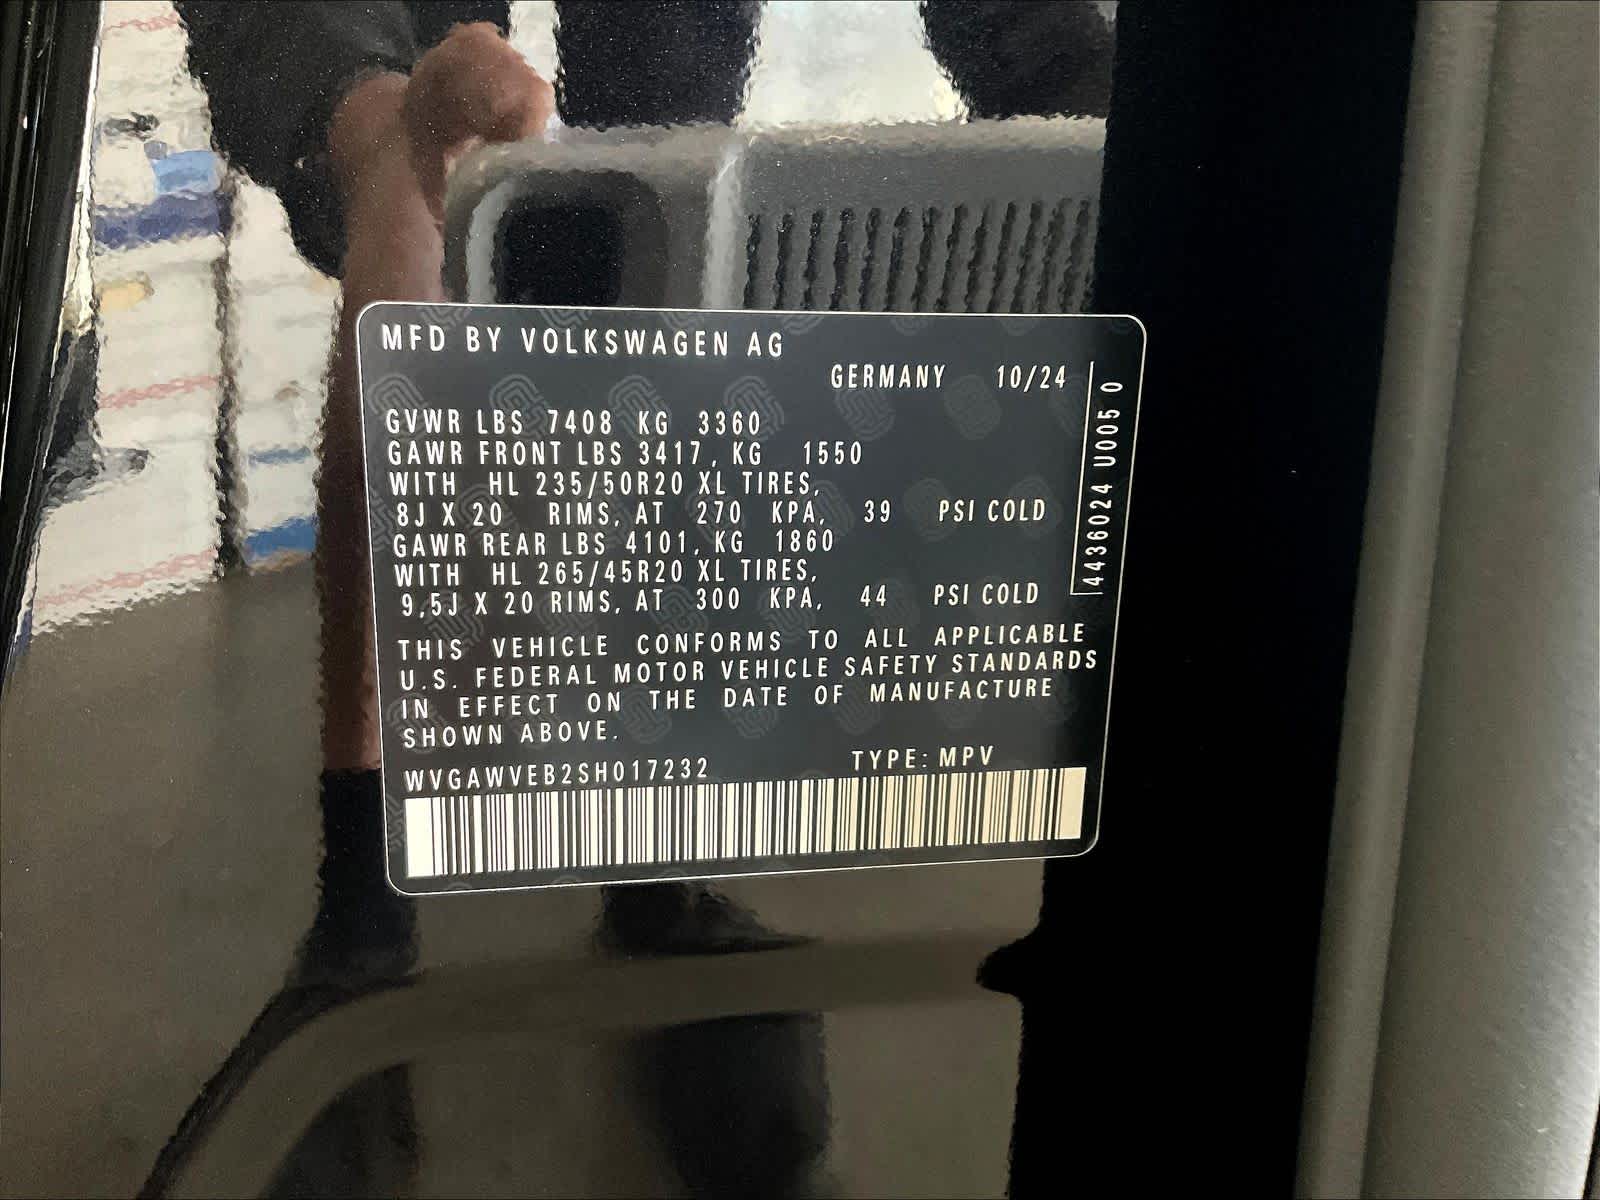 MFD BY VOLKSWAGEN AG
GERMANY 10/24
GVWR LBS 7408 KG 3360
GAWR FRONT LBS 3417, KG 1550
WITH HL 235/50R20 XL TIRES,
8J X 20 RIMS, AT 270 KPA, 39 PSI COLD
GAWR REAR LBS 4101, KG 1860
WITH HL 265/45R20 XL TIRES,
9,5J X 20 RIMS, AT 300 KPA, 44 PSI COLD
THIS VEHICLE CONFORMS TO ALL APPLICABLE
U.S. FEDERAL MOTOR VEHICLE SAFETY STANDARDS
IN EFFECT ON THE DATE OF MANUFACTURE
SHOWN ABOVE.
WVGAWVEB2SH017232 TYPE: MPV
4436024 U005 0